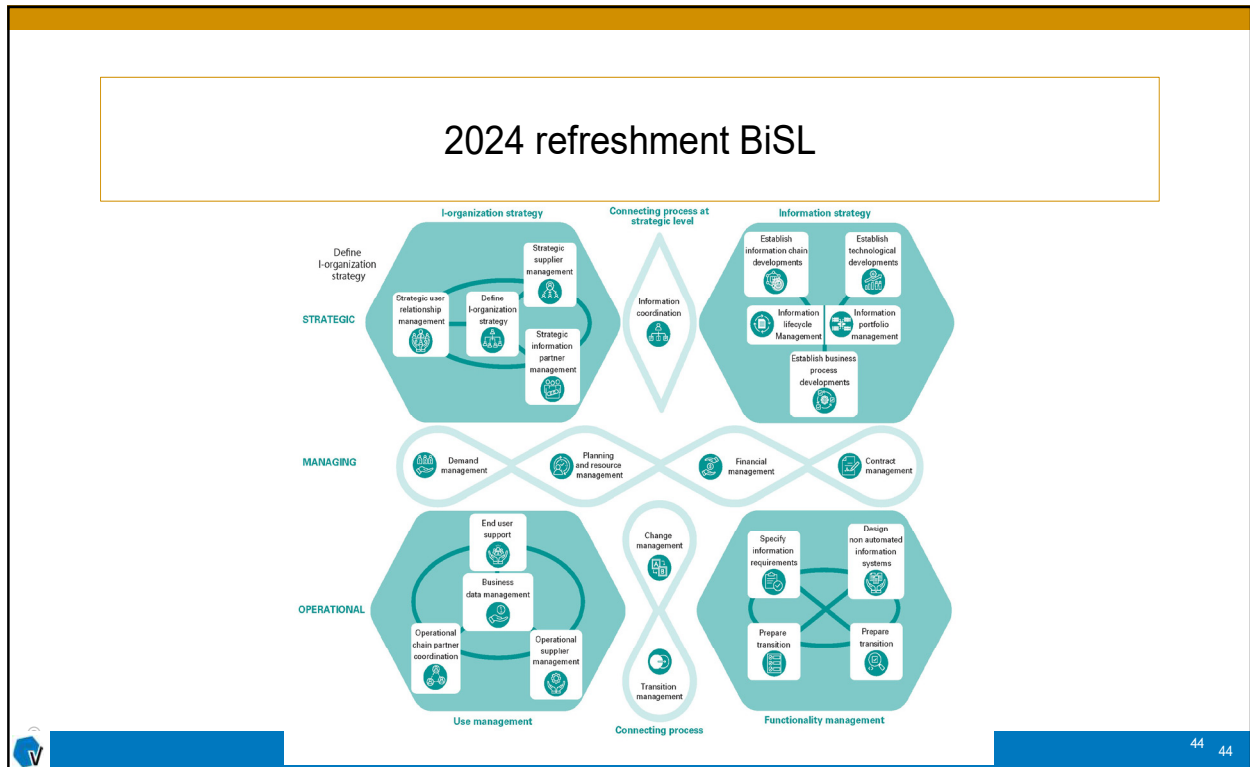 2024 refreshment BiSL
I-organization strategy
Connecting process at
strategic level
Information strategy
Define
I-organization
strategy
STRATEGIC
Strategic
supplier
management
Strategic user
relationship
management
Define
I-organization
strategy
Strategic
information
partner
management
Information
coordination
Establish
information chain
developments
Establish
technological
developments
Information
lifecycle
Management
Information
portfolio
management
Establish business
process
developments
MANAGING
Demand
management
Planning
and resource
management
Financial
management
Contract
management
OPERATIONAL
End user
support
Business
data management
Operational
chain partner
coordination
Operational
supplier
management
Use management
Change
management
Transition
management
Connecting process
Specify
information
requirements
Design
non automated
information
systems
Prepare
transition
Prepare
transition
Functionality management
44
44